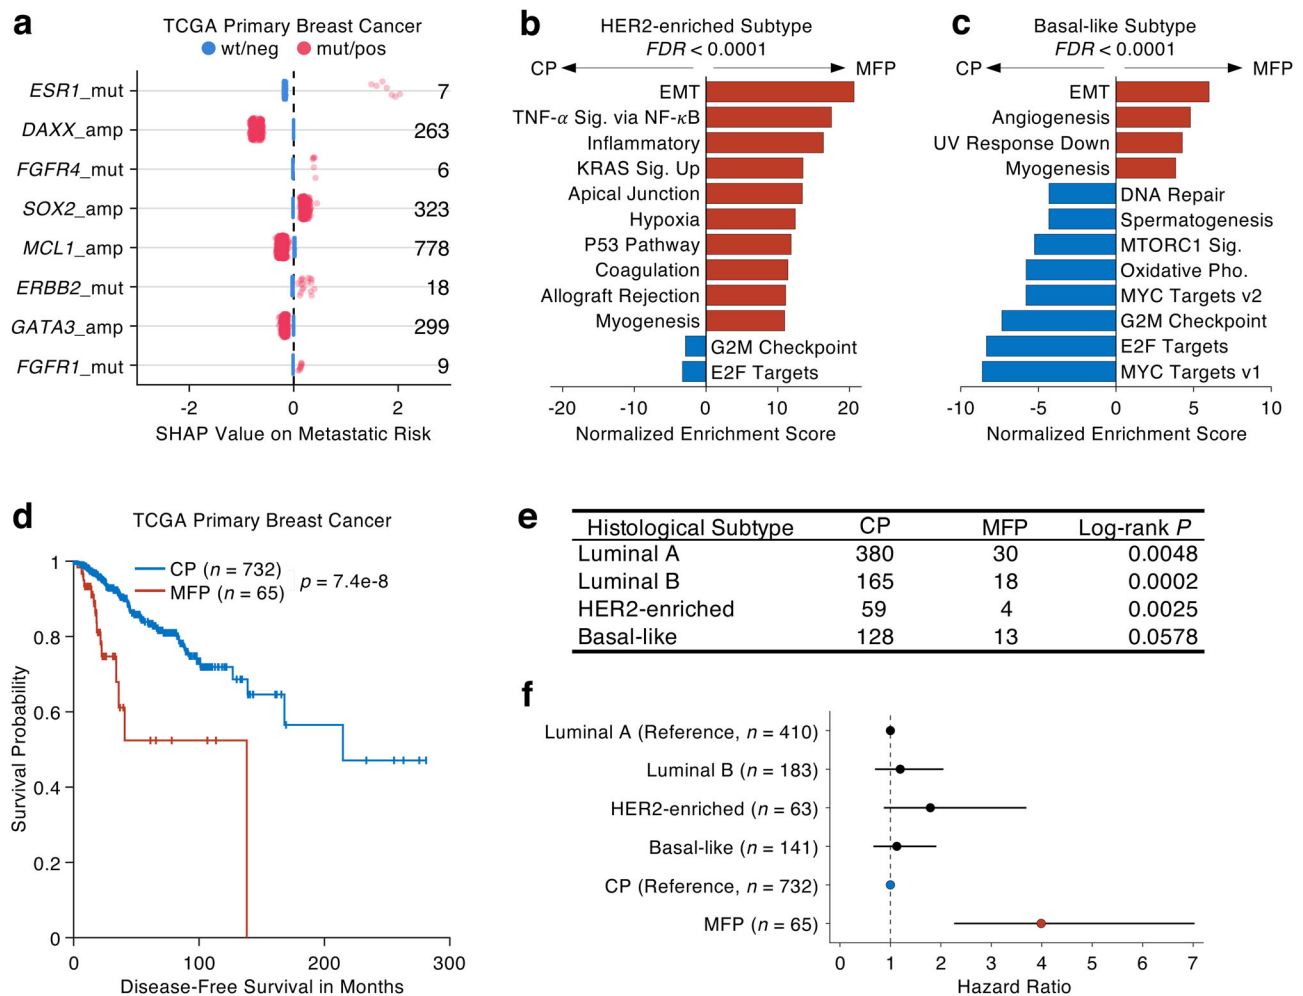 a
TCGA Primary Breast Cancer
wt/neg mut/pos
ESR1_mut 7
DAXX_amp 263
FGFR4_mut 6
SOX2_amp 323
MCL1_amp 778
ERBB2_mut 18
GATA3_amp 299
FGFR1_mut 9
-2 0 2
SHAP Value on Metastatic Risk
b
HER2-enriched Subtype
FDR < 0.0001
CP MFP
EMT
TNF-α Sig. via NF-κB
Inflammatory
KRAS Sig. Up
Apical Junction
Hypoxia
P53 Pathway
Coagulation
Allograft Rejection
Myogenesis
G2M Checkpoint
E2F Targets
-20 -10 0 10 20
Normalized Enrichment Score
c
Basal-like Subtype
FDR < 0.0001
CP MFP
EMT
Angiogenesis
UV Response Down
Myogenesis
DNA Repair
Spermatogenesis
MTORC1 Sig.
Oxidative Pho.
MYC Targets v2
G2M Checkpoint
E2F Targets
MYC Targets v1
-10 -5 0 5 10
Normalized Enrichment Score
d
TCGA Primary Breast Cancer
CP (n = 732)
MFP (n = 65)
p = 7.4e-8
1
0.8
0.6
0.4
0.2
0
Survival Probability
0 100 200 300
Disease-Free Survival in Months
e
Histological Subtype CP MFP Log-rank P
Luminal A 380 30 0.0048
Luminal B 165 18 0.0002
HER2-enriched 59 4 0.0025
Basal-like 128 13 0.0578
f
Luminal A (Reference, n = 410)
Luminal B (n = 183)
HER2-enriched (n = 63)
Basal-like (n = 141)
CP (Reference, n = 732)
MFP (n = 65)
0 1 2 3 4 5 6 7
Hazard Ratio